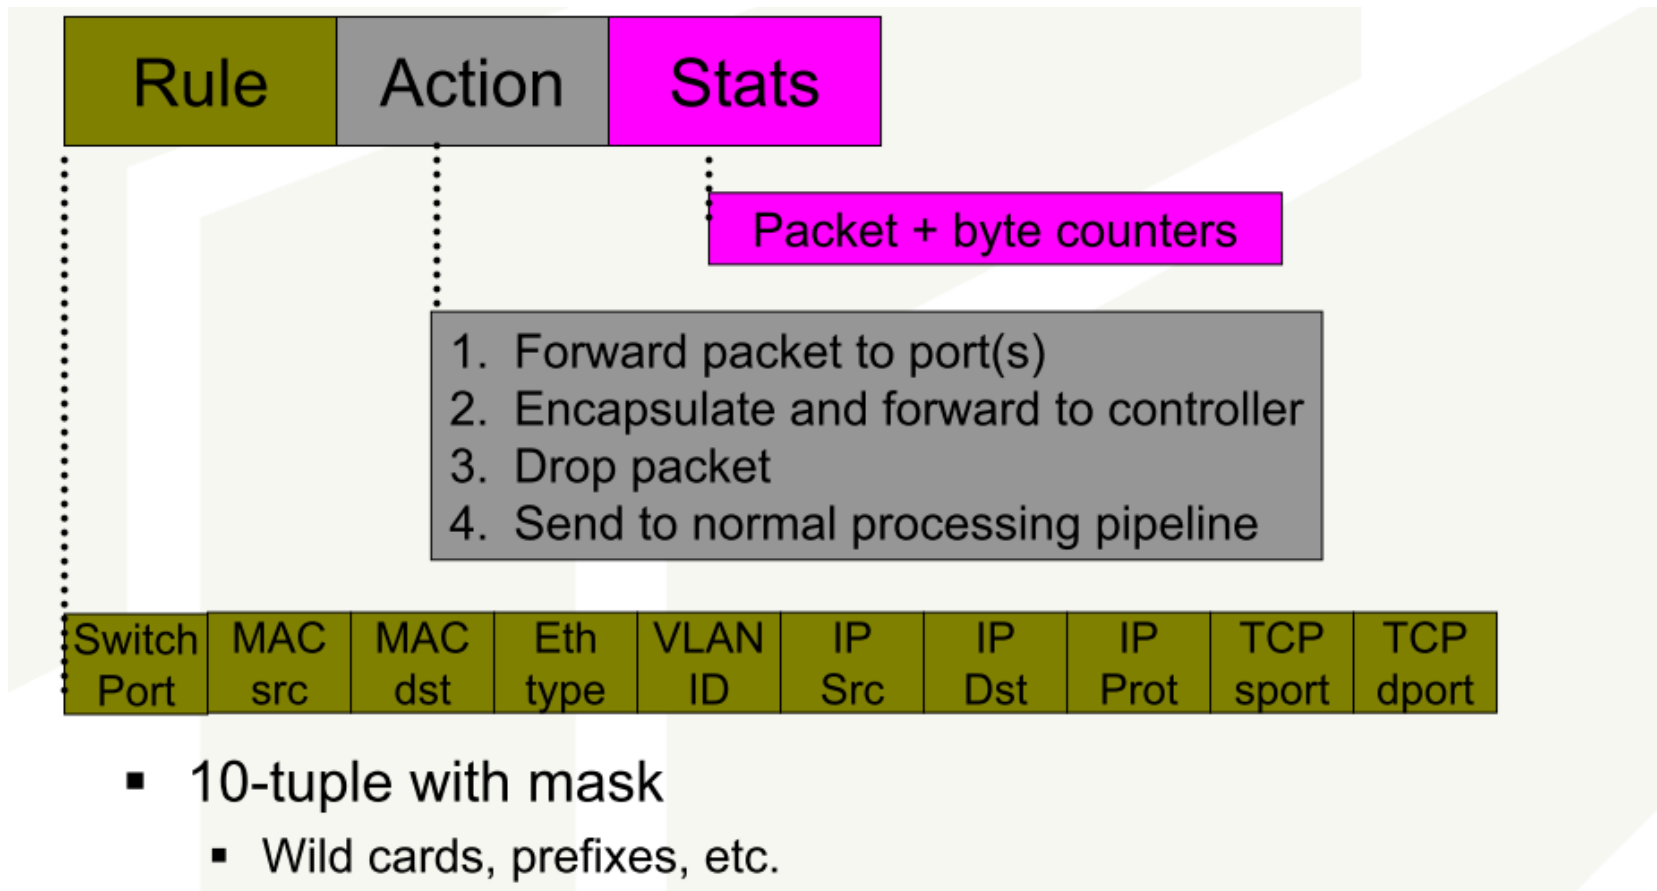 Rule Action Stats
Packet + byte counters
1. Forward packet to port(s)
2. Encapsulate and forward to controller
3. Drop packet
4. Send to normal processing pipeline
Switch Port
MAC src
MAC dst
Eth type
VLAN ID
IP Src
IP Dst
IP Prot
TCP sport
TCP dport
▪ 10-tuple with mask
▪ Wild cards, prefixes, etc.